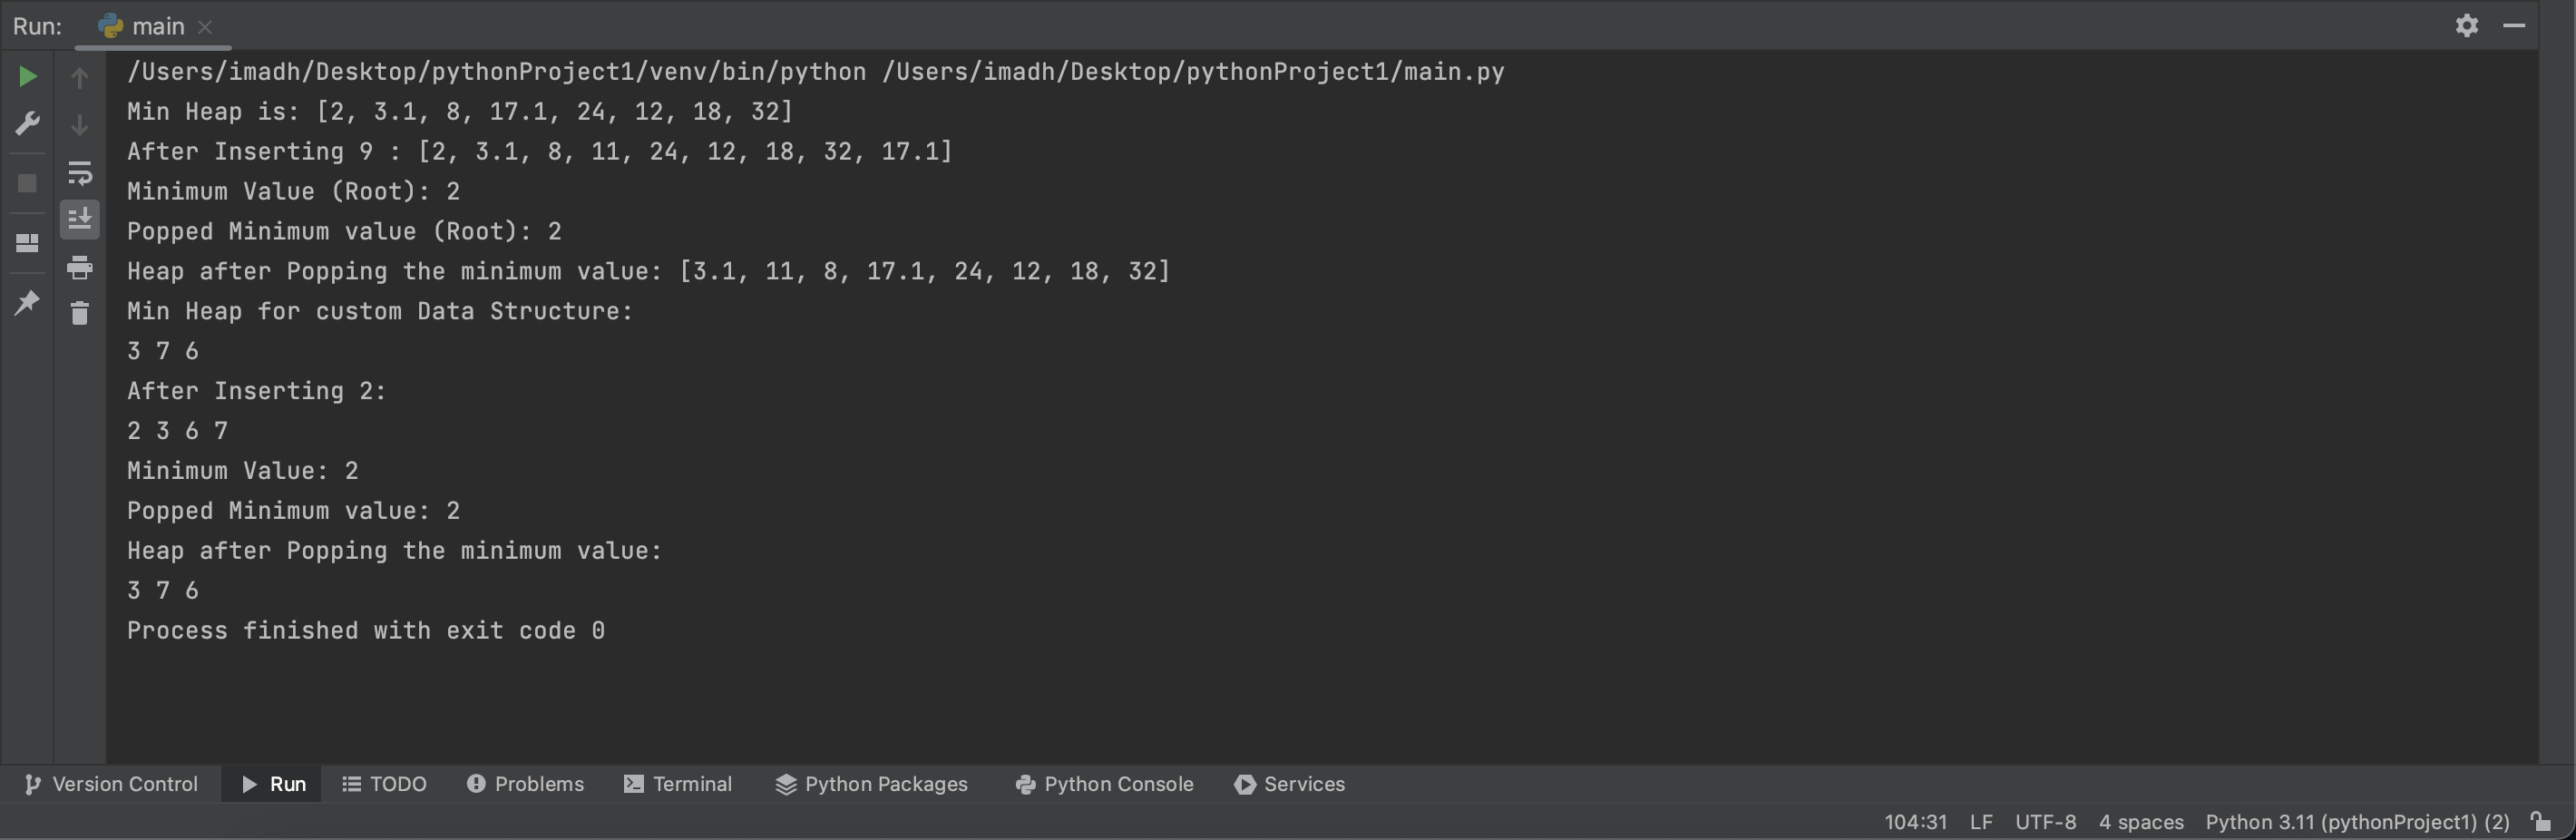 Run: main
/Users/imadh/Desktop/pythonProject1/venv/bin/python /Users/imadh/Desktop/pythonProject1/main.py
Min Heap is: [2, 3.1, 8, 17.1, 24, 12, 18, 32]
After Inserting 9 : [2, 3.1, 8, 11, 24, 12, 18, 32, 17.1]
Minimum Value (Root): 2
Popped Minimum value (Root): 2
Heap after Popping the minimum value: [3.1, 11, 8, 17.1, 24, 12, 18, 32]
Min Heap for custom Data Structure:
3 7 6
After Inserting 2:
2 3 6 7
Minimum Value: 2
Popped Minimum value: 2
Heap after Popping the minimum value:
3 7 6
Process finished with exit code 0
Version Control Run TODO Problems Terminal Python Packages Python Console Services
104:31 LF UTF-8 4 spaces Python 3.11 (pythonProject1) (2)